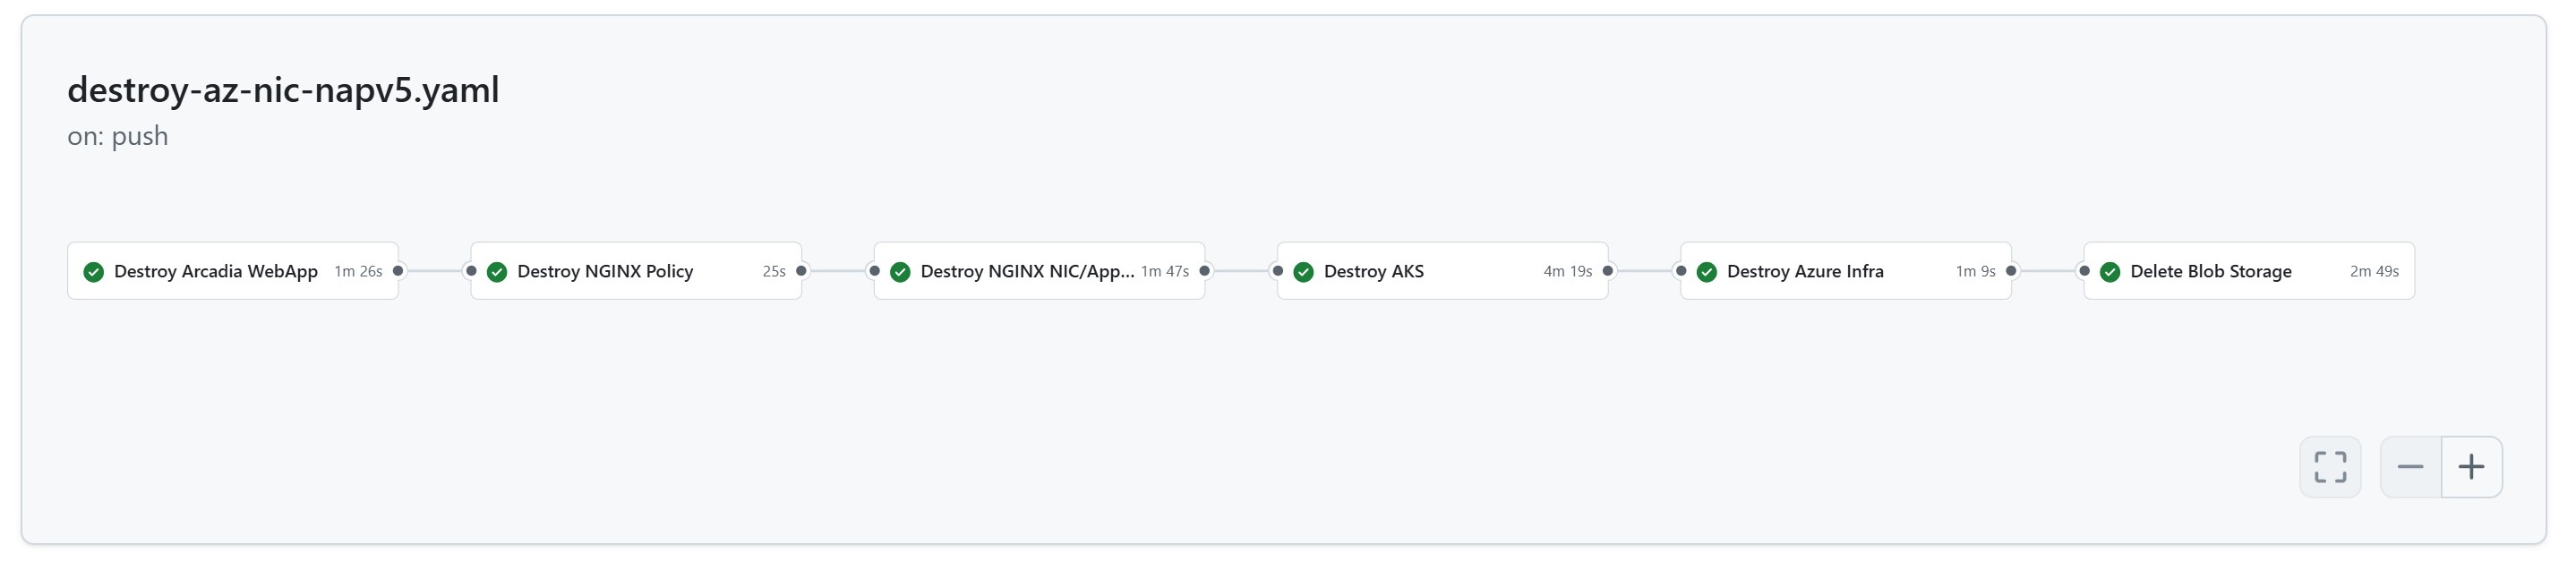 destroy-az-nic-napv5.yaml
on: push
Destroy Arcadia WebApp 1m 26s
Destroy NGINX Policy 25s
Destroy NGINX NIC/App... 1m 47s
Destroy AKS 4m 19s
Destroy Azure Infra 1m 9s
Delete Blob Storage 2m 49s